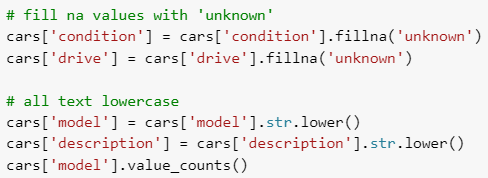 # fill na values with 'unknown'
cars['condition'] = cars['condition'].fillna('unknown')
cars['drive'] = cars['drive'].fillna('unknown')
# all text lowercase
cars['model'] = cars['model'].str.lower()
cars['description'] = cars['description'].str.lower()
cars['model'].value_counts()